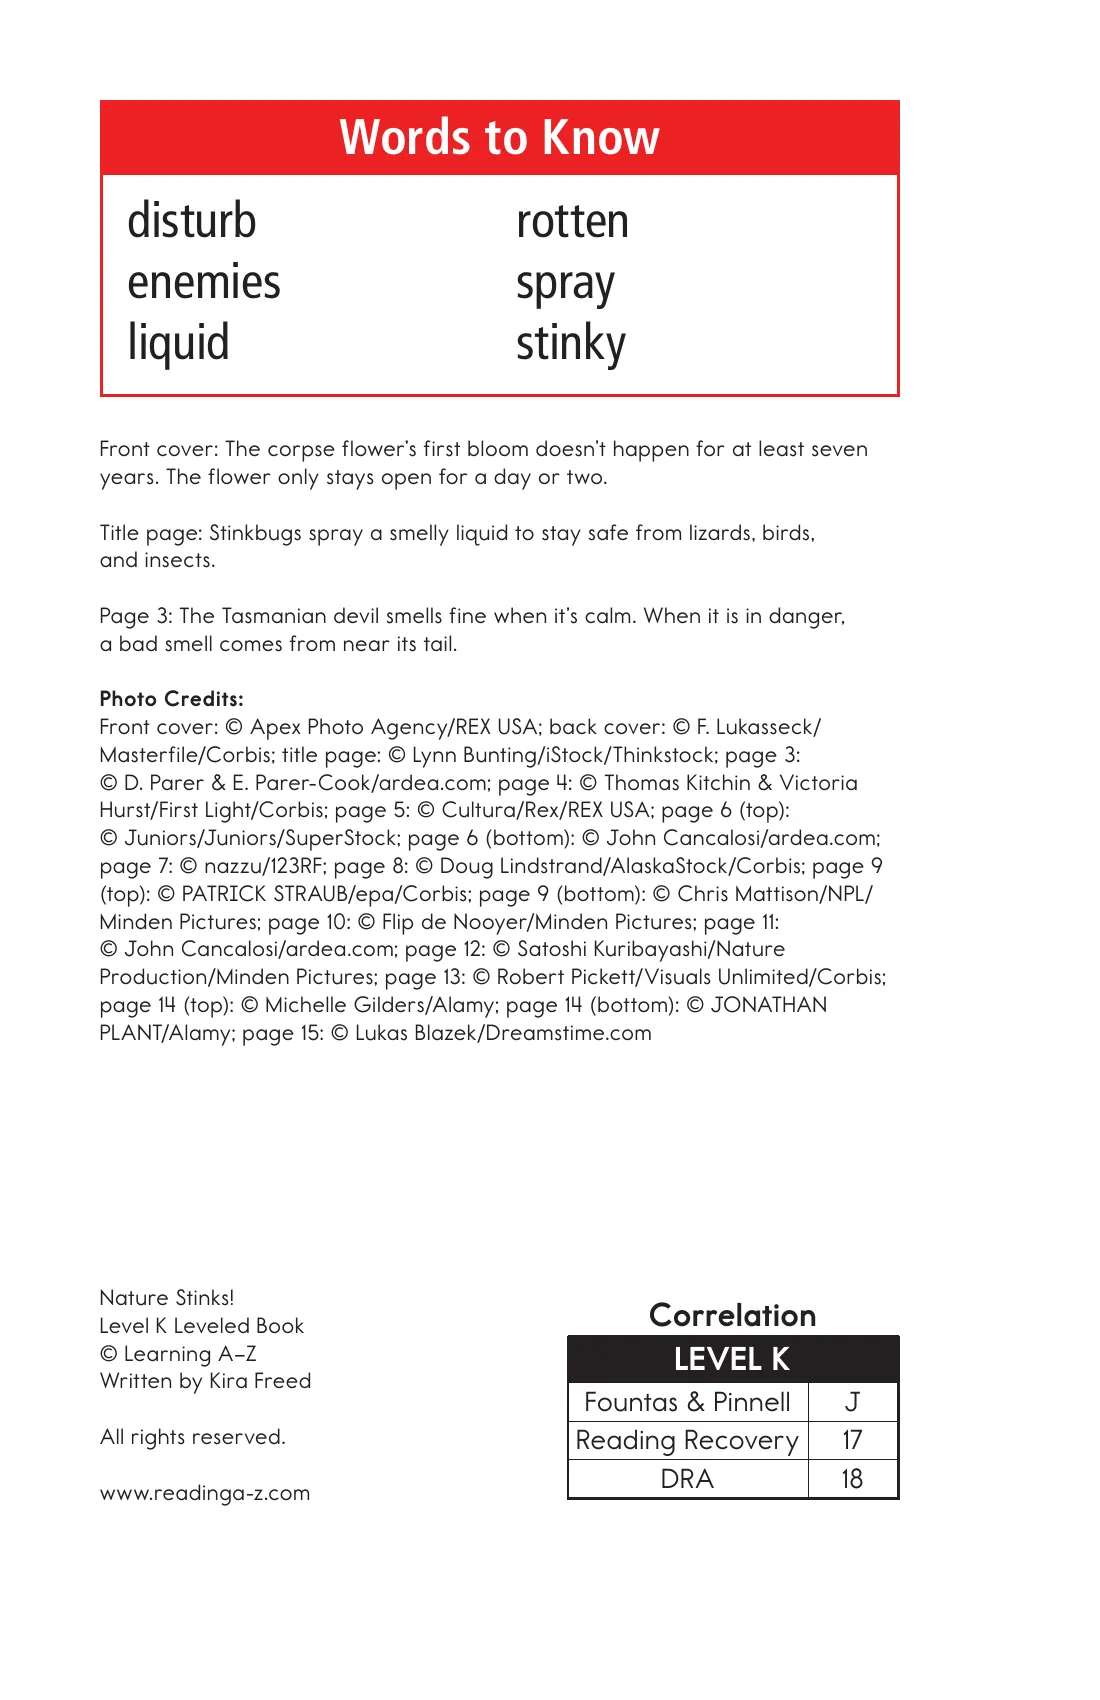 Words to Know
disturb
enemies
liquid
rotten
spray
stinky
Front cover: The corpse flower’s first bloom doesn’t happen for at least seven
years. The flower only stays open for a day or two.
Title page: Stinkbugs spray a smelly liquid to stay safe from lizards, birds,
and insects.
Page 3: The Tasmanian devil smells fine when it’s calm. When it is in danger,
a bad smell comes from near its tail.
Photo Credits:
Front cover: © Apex Photo Agency/REX USA; back cover: © F. Lukasseck/
Masterfile/Corbis; title page: © Lynn Bunting/iStock/Thinkstock; page 3:
© D. Parer & E. Parer-Cook/ardea.com; page 4: © Thomas Kitchin & Victoria
Hurst/First Light/Corbis; page 5: © Cultura/Rex/REX USA; page 6 (top):
© Juniors/Juniors/SuperStock; page 6 (bottom): © John Cancalosi/ardea.com;
page 7: © nazzu/123RF; page 8: © Doug Lindstrand/AlaskaStock/Corbis; page 9
(top): © PATRICK STRAUB/epa/Corbis; page 9 (bottom): © Chris Mattison/NPL/
Minden Pictures; page 10: © Flip de Nooyer/Minden Pictures; page 11:
© John Cancalosi/ardea.com; page 12: © Satoshi Kuribayashi/Nature
Production/Minden Pictures; page 13: © Robert Pickett/Visuals Unlimited/Corbis;
page 14 (top): © Michelle Gilders/Alamy; page 14 (bottom): © JONATHAN
PLANT/Alamy; page 15: © Lukas Blazek/Dreamstime.com
Nature Stinks!
Level K Leveled Book
© Learning A–Z
Written by Kira Freed
All rights reserved.
www.readinga-z.com
Correlation
LEVEL K
Fountas & Pinnell J
Reading Recovery 17
DRA 18